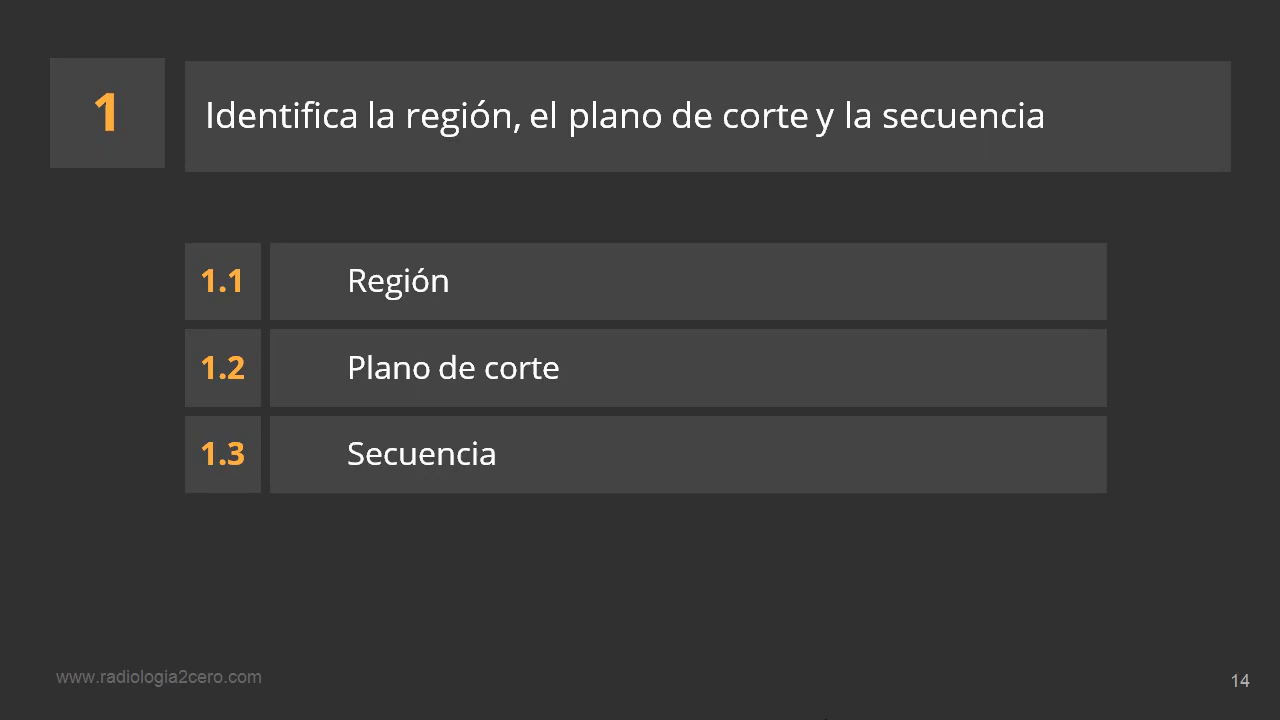 1
Identifica la región, el plano de corte y la secuencia
1.1 Región
1.2 Plano de corte
1.3 Secuencia
www.radiologia2cero.com
14